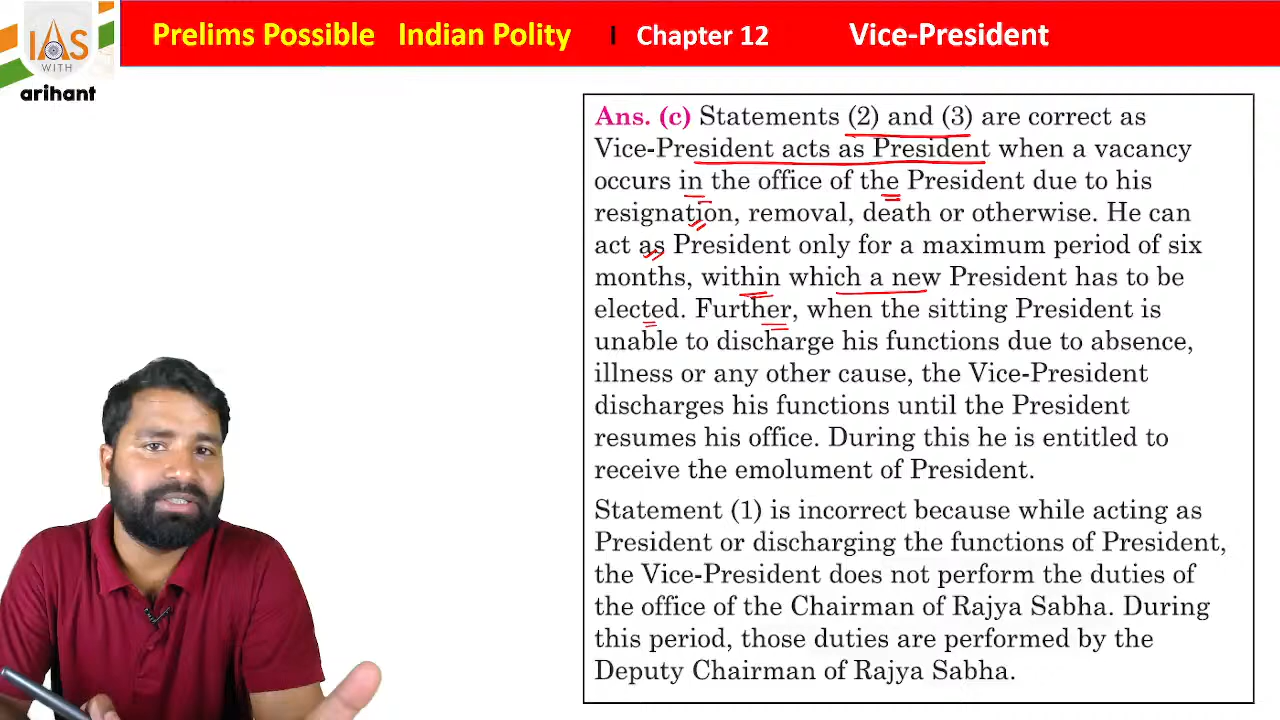 IAS
WITH
arihant
Prelims Possible Indian Polity | Chapter 12 Vice-President
Ans. (c) Statements (2) and (3) are correct as
Vice-President acts as President when a vacancy
occurs in the office of the President due to his
resignation, removal, death or otherwise. He can
act as President only for a maximum period of six
months, within which a new President has to be
elected. Further, when the sitting President is
unable to discharge his functions due to absence,
illness or any other cause, the Vice-President
discharges his functions until the President
resumes his office. During this he is entitled to
receive the emolument of President.
Statement (1) is incorrect because while acting as
President or discharging the functions of President,
the Vice-President does not perform the duties of
the office of the Chairman of Rajya Sabha. During
this period, those duties are performed by the
Deputy Chairman of Rajya Sabha.